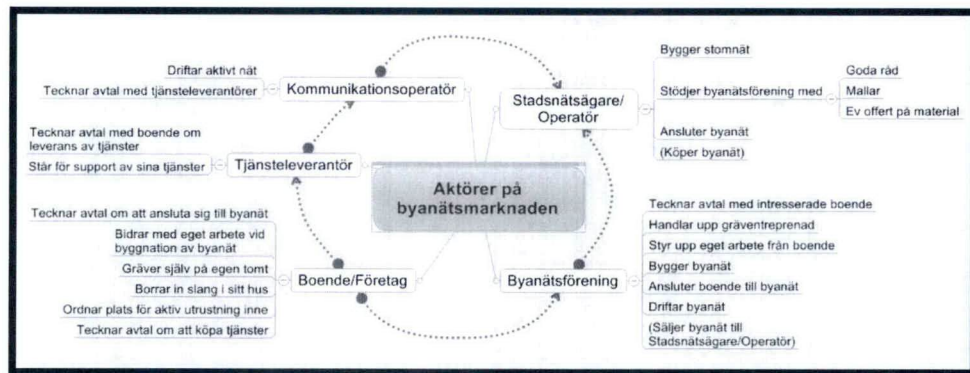 Aktörer på
byanätsmarknaden
Kommunikationsoperatör
Driftar aktivt nät
Tecknar avtal med tjänsteleverantörer
Tjänsteleverantör
Tecknar avtal med boende om
leverans av tjänster
Står för support av sina tjänster
Boende/Företag
Tecknar avtal om att ansluta sig till byanät
Bidrar med eget arbete vid
byggnation av byanät
Gräver själv på egen tomt
Borrar in slang i sitt hus
Ordnar plats för aktiv utrustning inne
Tecknar avtal om att köpa tjänster
Stadsnätsägare/
Operatör
Bygger stomnät
Stödjer byanätsförening med
Goda råd
Mallar
Ev offert på material
Ansluter byanät
(Köper byanät)
Byanätsförening
Tecknar avtal med intresserade boende
Handlar upp gräventreprenad
Styr upp eget arbete från boende
Bygger byanät
Ansluter boende till byanät
Driftar byanät
(Säljer byanät till
Stadsnätsägare/Operatör)